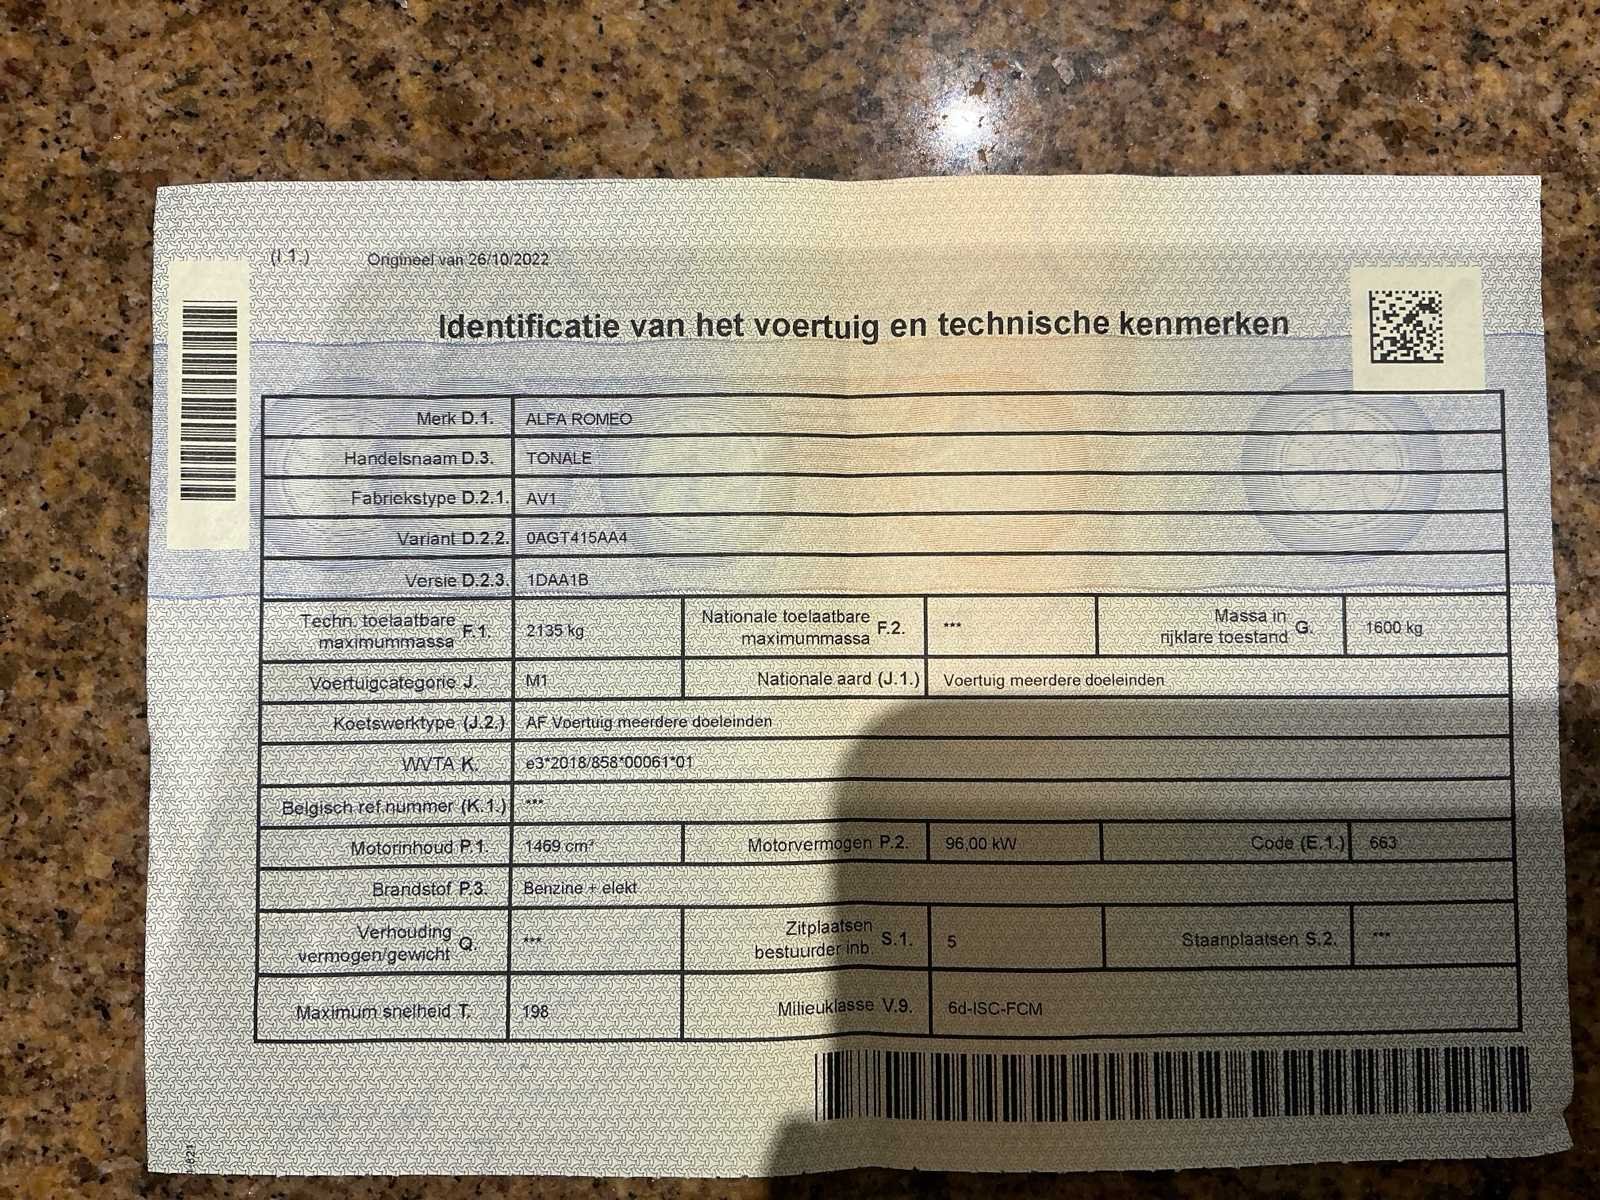 (I.1.) Origineel van 26/10/2022
Identificatie van het voertuig en technische kenmerken
Merk D.1. ALFA ROMEO
Handelsnaam D.3. TONALE
Fabriekstype D.2.1. AV1
Variant D.2.2. 0AGT415AA4
Versie D.2.3. 1DAA1B
Techn. toelaatbare maximummassa F.1. 2135 kg Nationale toelaatbare maximummassa F.2. *** Massa in rijklare toestand G. 1600 kg
Voertuigcategorie J. M1 Nationale aard (J.1.) Voertuig meerdere doeleinden
Koetswerktype (J.2.) AF Voertuig meerdere doeleinden
WVTA K. e3*2018/858*00061*01
Belgisch ref.nummer (K.1.) ***
Motorinhoud P.1. 1469 cm³ Motorvermogen P.2. 96,00 kW Code (E.1.) 663
Brandstof P.3. Benzine + elekt
Verhouding vermogen/gewicht Q. *** Zitplaatsen bestuurder inb. S.1. 5 Staanplaatsen S.2. ***
Maximum snelheid T. 198 Milieuklasse V.9. 6d-ISC-FCM